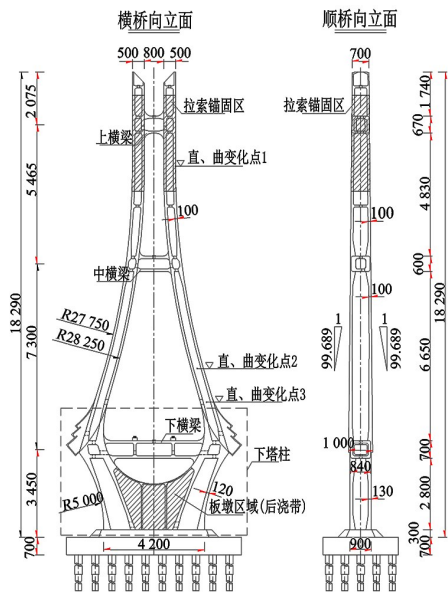 横桥向立面
顺桥向立面
500 800 500
700
2 075
5 465
18 290
7 300
3 450
700
拉索锚固区
上横梁
直、曲变化点1
100
中横梁
R27 750
R28 250
直、曲变化点2
直、曲变化点3
下横梁
下塔柱
R5 000
120
板墩区域(后浇带)
4 200
拉索锚固区
1 740
670
4 830
100
600
100
1
99.689
1
99.689
6 650
18 290
1 000
700
840
130
2 800
300
700
900